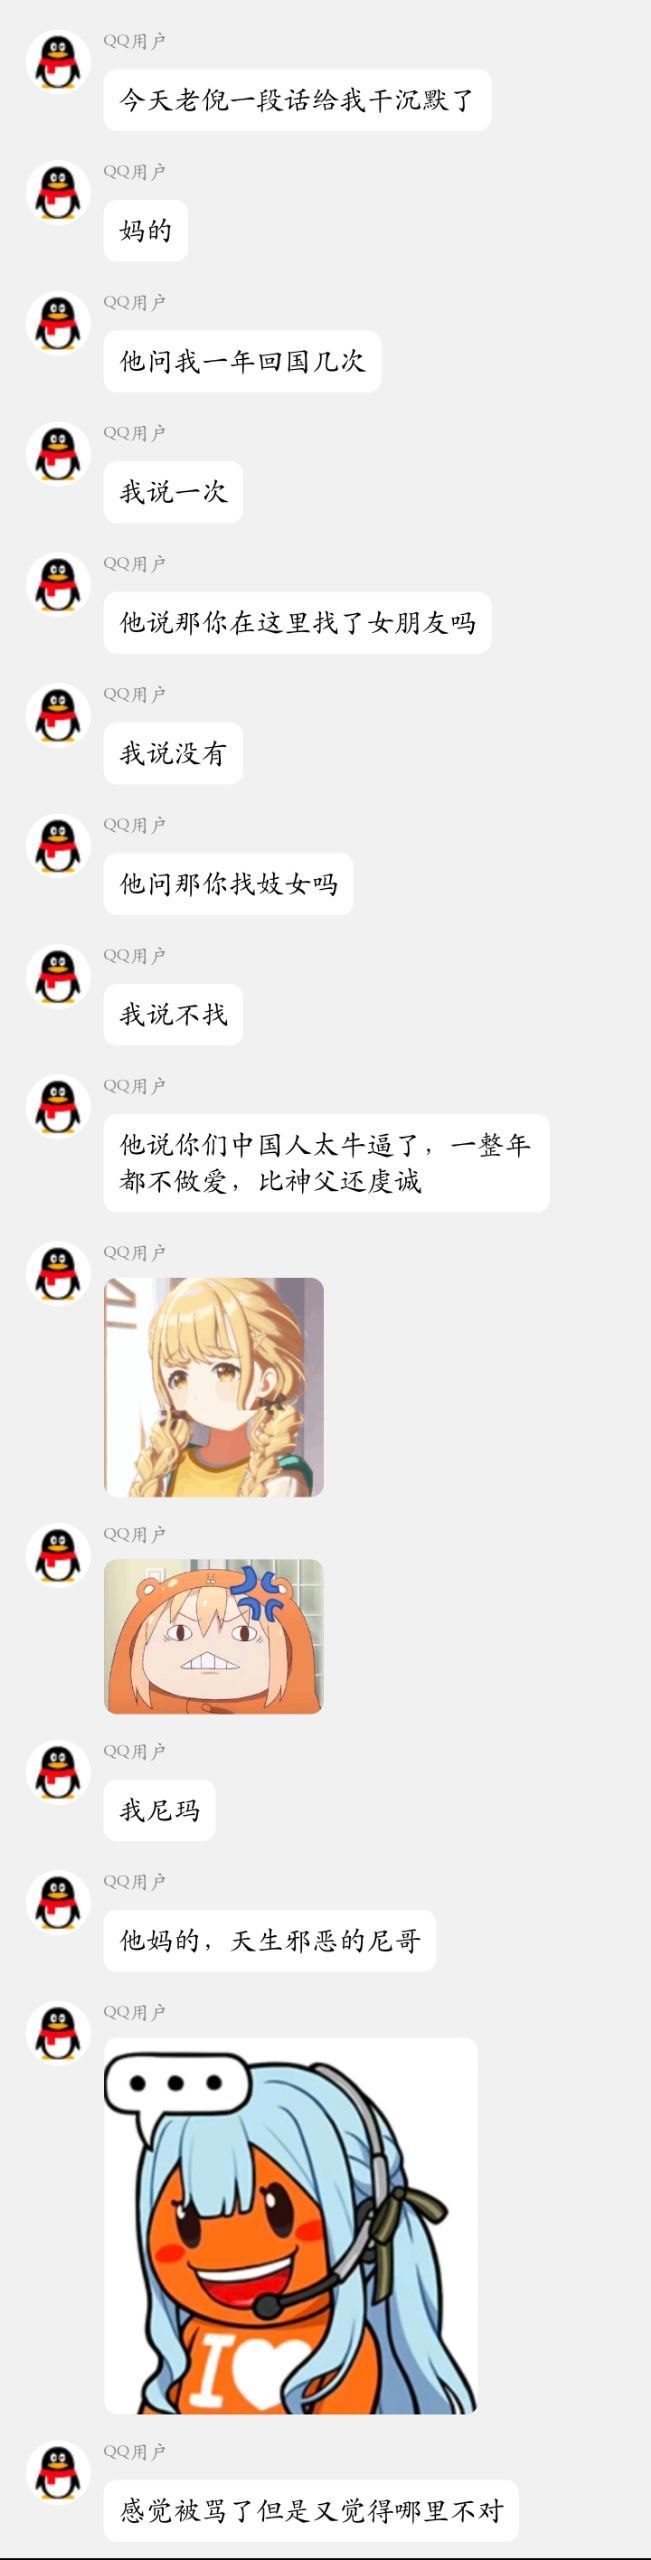 QQ用户
今天老倪一段话给我干沉默了
QQ用户
妈的
QQ用户
他问我一年回国几次
QQ用户
我说一次
QQ用户
他说那你在这里找了女朋友吗
QQ用户
我说没有
QQ用户
他问那你找妓女吗
QQ用户
我说不找
QQ用户
他说你们中国人太牛逼了，一整年
都不做爱，比神父还虔诚
QQ用户
QQ用户
QQ用户
我尼玛
QQ用户
他妈的，天生邪恶的尼哥
QQ用户
I
QQ用户
感觉被骂了但是又觉得哪里不对